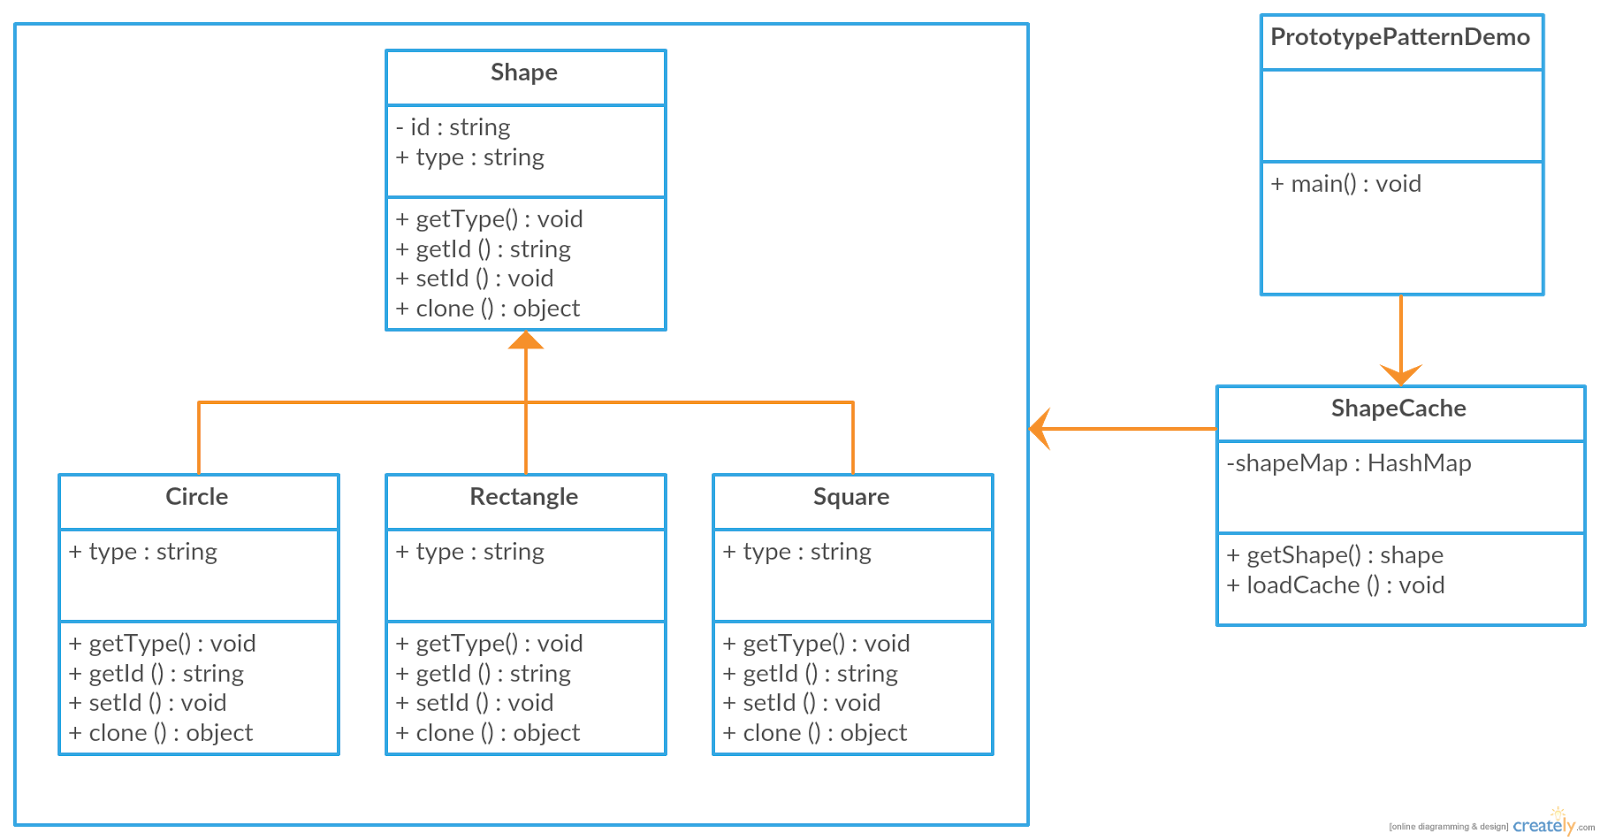 Shape
- id : string
+ type : string
+ getType() : void
+ getId () : string
+ setId () : void
+ clone () : object
Circle
+ type : string
+ getType() : void
+ getId () : string
+ setId () : void
+ clone () : object
Rectangle
+ type : string
+ getType() : void
+ getId () : string
+ setId () : void
+ clone () : object
Square
+ type : string
+ getType() : void
+ getId () : string
+ setId () : void
+ clone () : object
PrototypePatternDemo
+ main() : void
ShapeCache
-shapeMap : HashMap
+ getShape() : shape
+ loadCache () : void
[online diagramming & design] creately.com